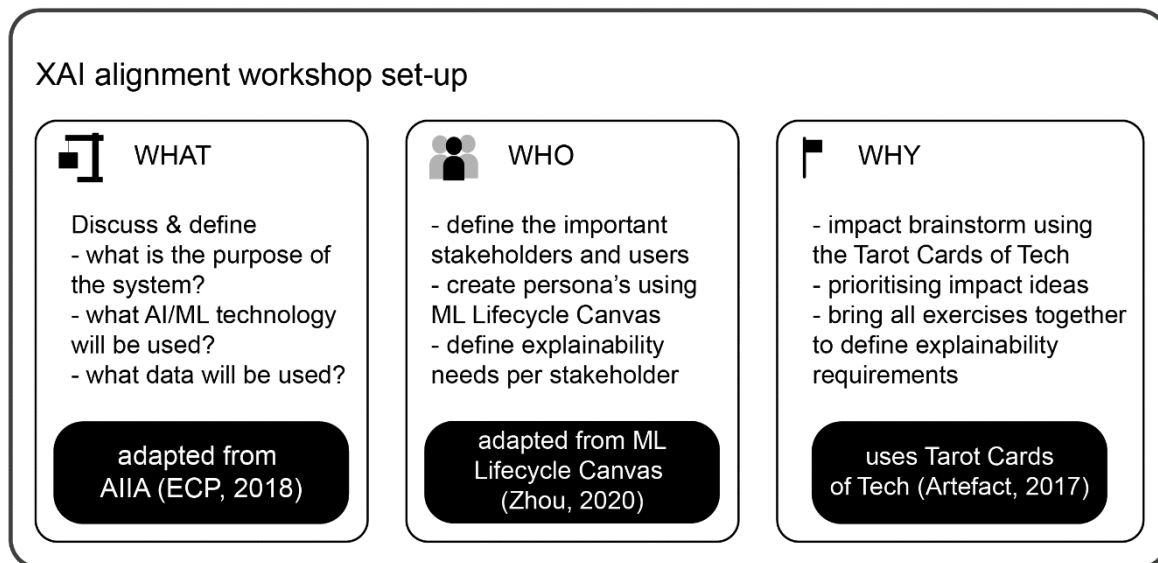 XAI alignment workshop set-up
WHAT
Discuss & define
- what is the purpose of
the system?
- what AI/ML technology
will be used?
- what data will be used?
adapted from
AIIA (ECP, 2018)
WHO
- define the important
stakeholders and users
- create persona's using
ML Lifecycle Canvas
- define explainability
needs per stakeholder
adapted from ML
Lifecycle Canvas
(Zhou, 2020)
WHY
- impact brainstorm using
the Tarot Cards of Tech
- prioritising impact ideas
- bring all exercises together
to define explainability
requirements
uses Tarot Cards
of Tech (Artefact, 2017)